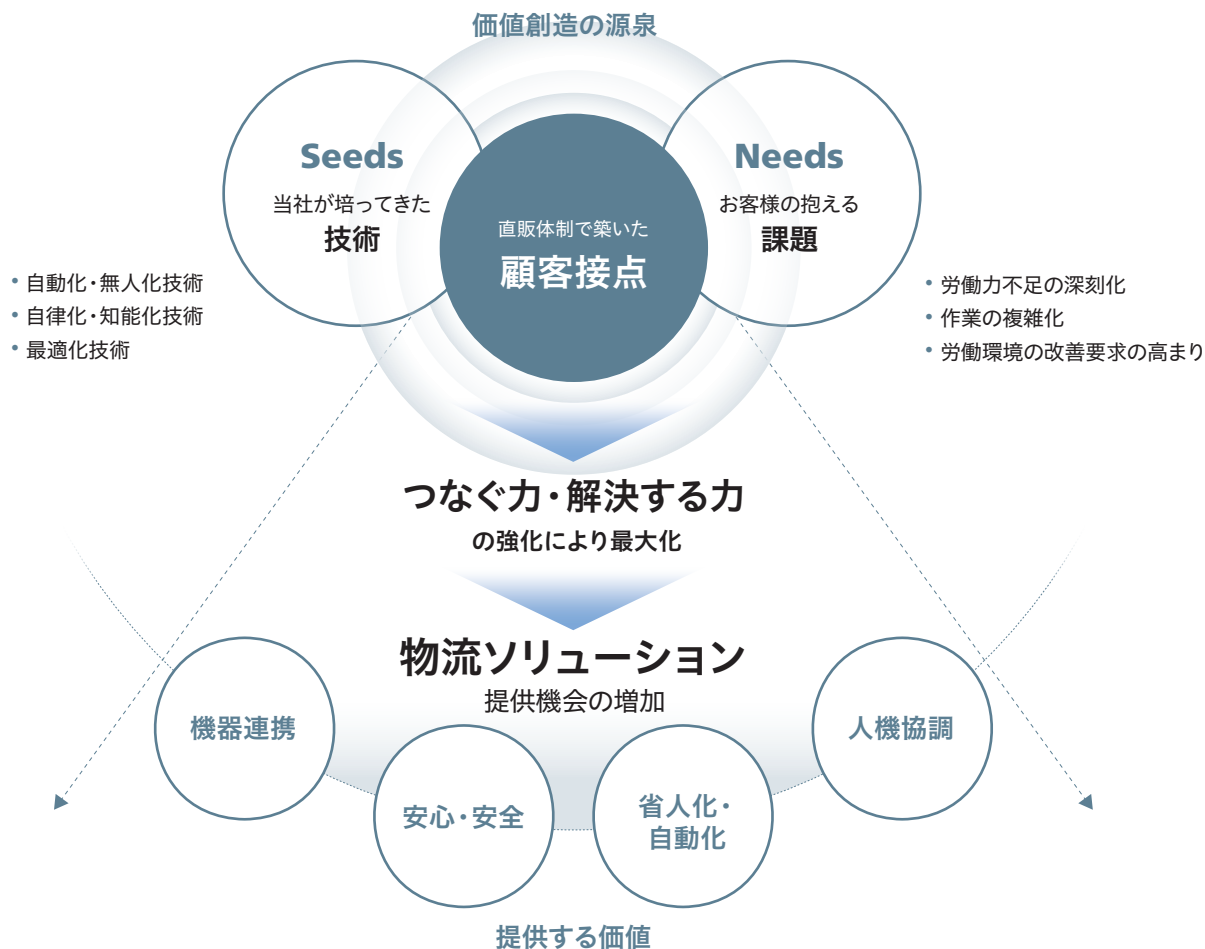 価値創造の源泉
Seeds
当社が培ってきた
技術
• 自動化・無人化技術
• 自律化・知能化技術
• 最適化技術
直販体制で築いた
顧客接点
Needs
お客様の抱える
課題
• 労働力不足の深刻化
• 作業の複雑化
• 労働環境の改善要求の高まり
つなぐ力・解決する力
の強化により最大化
物流ソリューション
提供機会の増加
機器連携
安心・安全
省人化・
自動化
人機協調
提供する価値